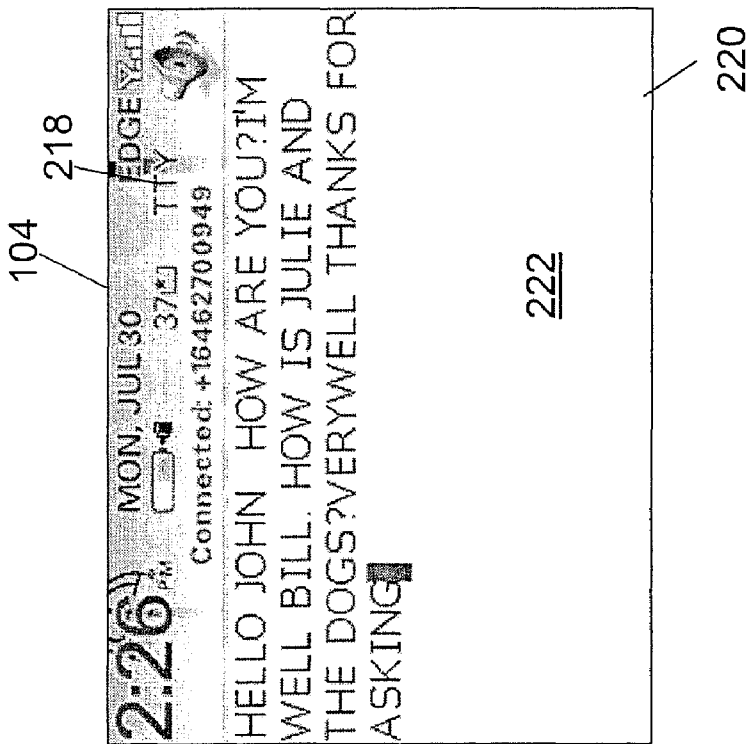 104
218
2:26 PM MON, JUL 30 EDGE
37 TTY
Connected: +16462700949
HELLO JOHN HOW ARE YOU?I'M
WELL BILL. HOW IS JULIE AND
THE DOGS?VERYWELL THANKS FOR
ASKING
222
220